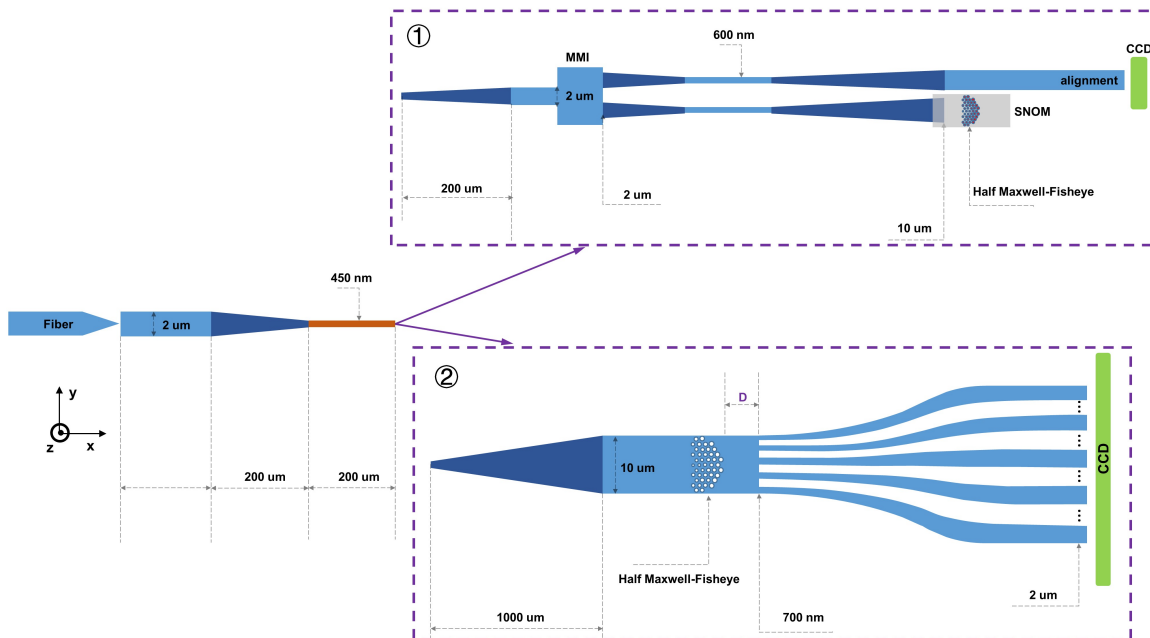 ①
600 nm
CCD
MMI
2 um
alignment
SNOM
200 um
2 um
Half Maxwell-Fisheye
10 um
450 nm
Fiber
2 um
y
z
x
200 um
200 um
②
D
10 um
CCD
Half Maxwell-Fisheye
2 um
1000 um
700 nm